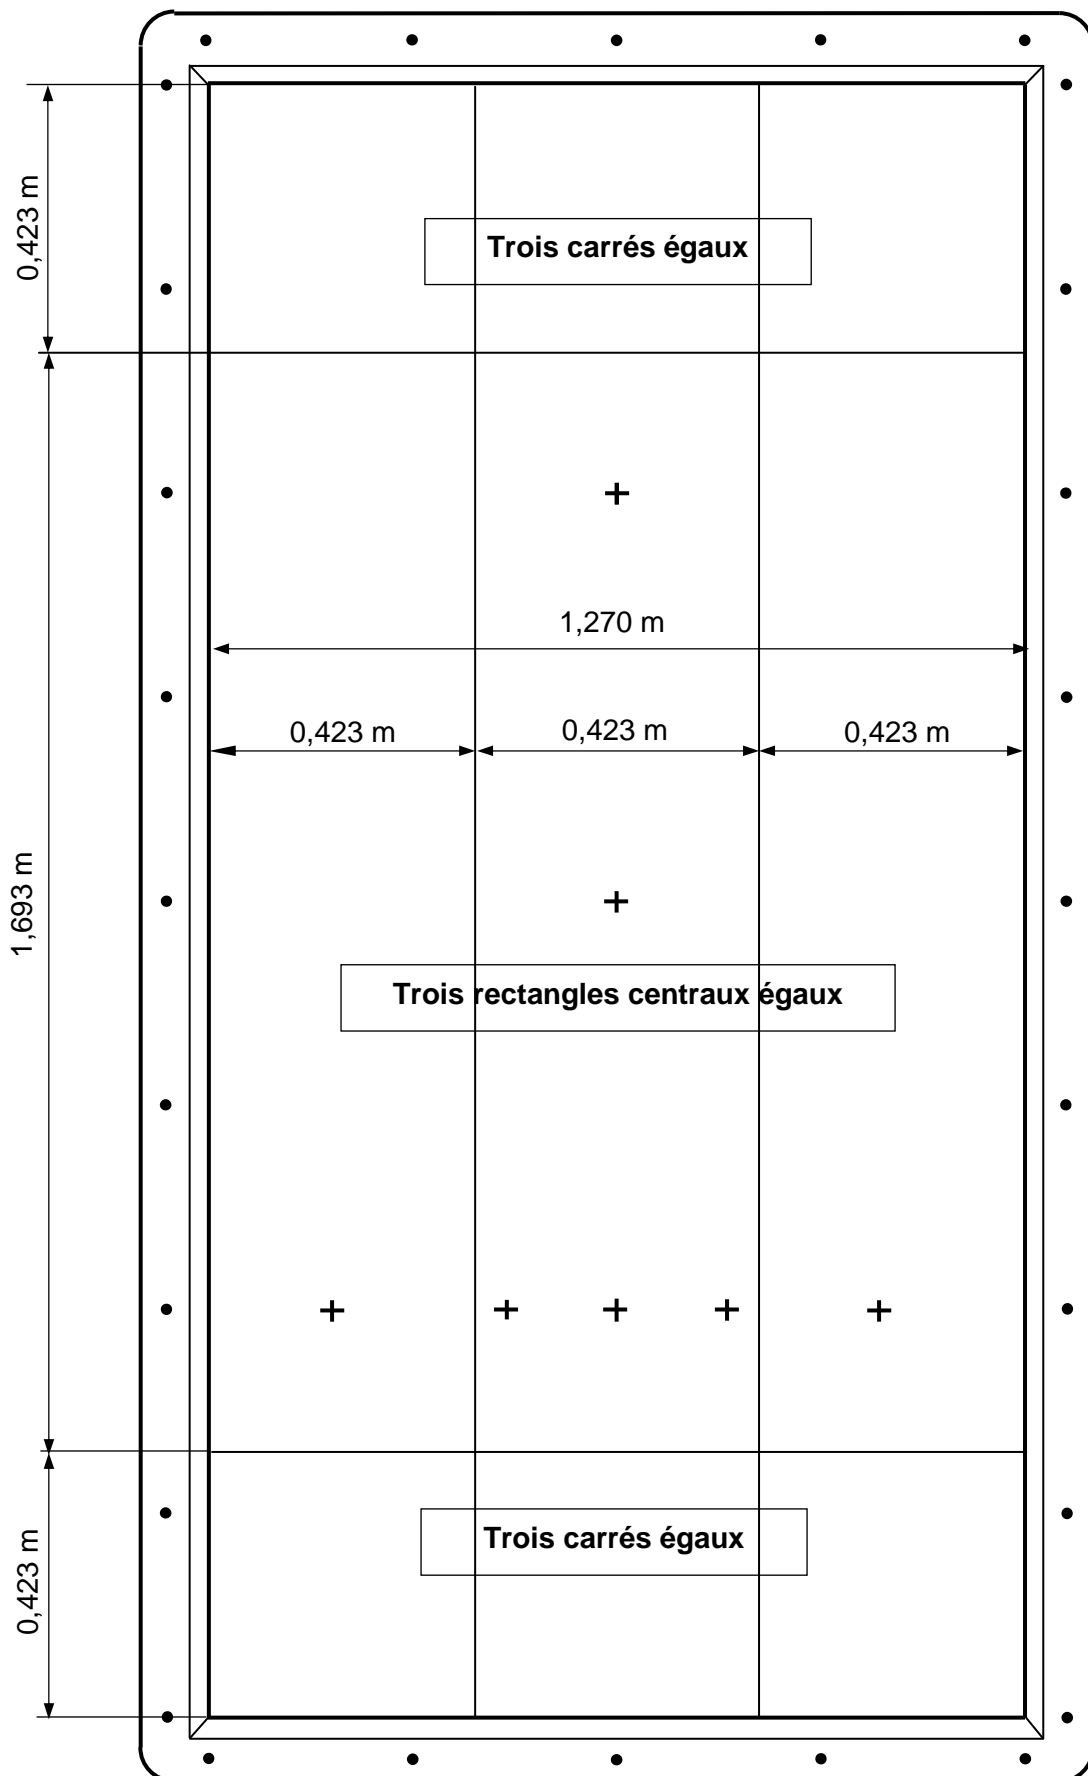 0,423 m
Trois carrés égaux
1,270 m
0,423 m
0,423 m
0,423 m
1,693 m
Trois rectangles centraux égaux
Trois carrés égaux
0,423 m